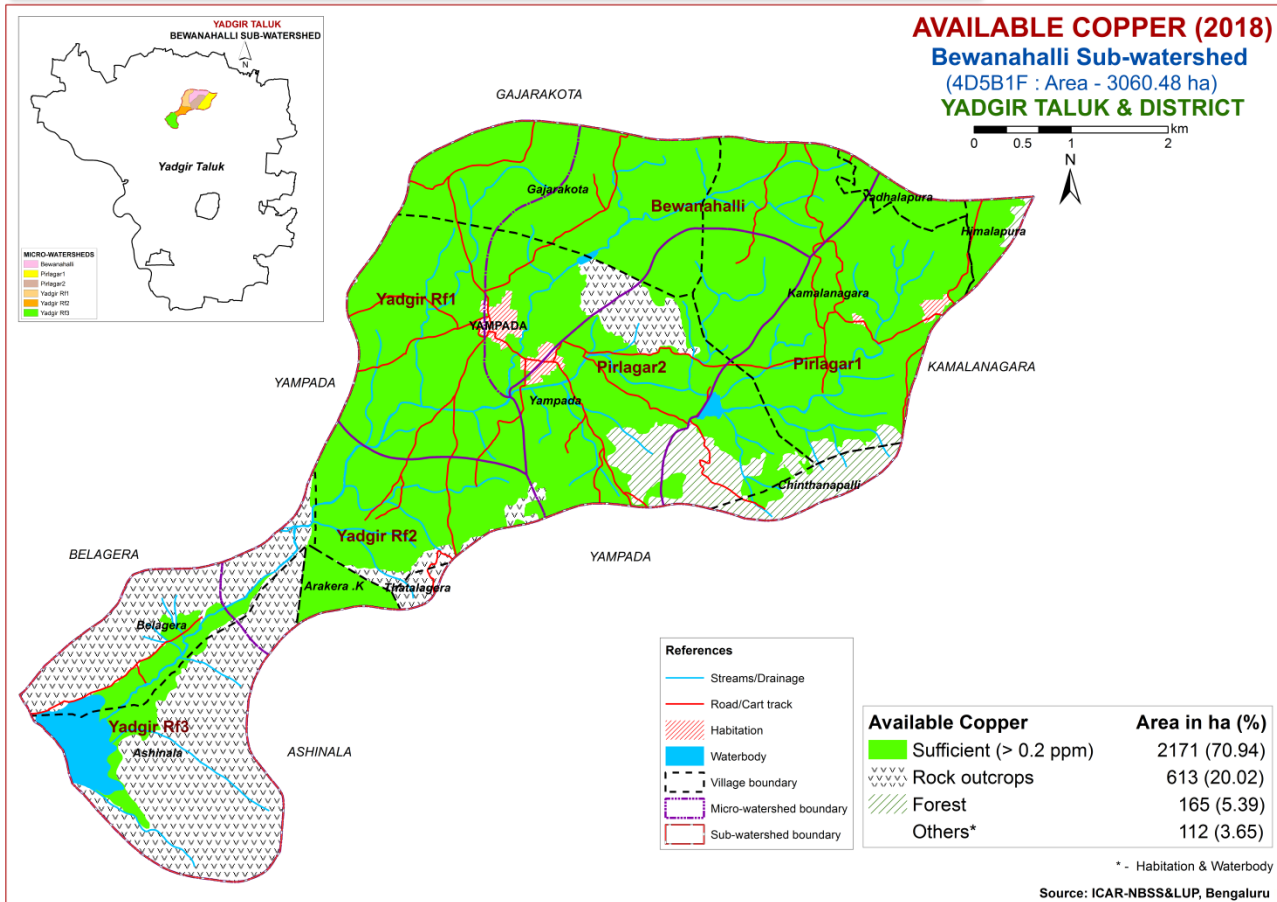 YADGIR TALUK
BEWANAHALLI SUB-WATERSHED
N
Yadgir Taluk
MICRO-WATERSHEDS
Bewanahalli
Pirlagar1
Pirlagar2
Yadgir Rf1
Yadgir Rf2
Yadgir Rf3
AVAILABLE COPPER (2018)
Bewanahalli Sub-watershed
(4D5B1F : Area - 3060.48 ha)
YADGIR TALUK & DISTRICT
km
0 0.5 1 2
N
GAJARAKOTA
Gajarakota
Bewanahalli
Yadhalapura
Himalapura
Yadgir Rf1
Kamalanagara
YAMPADA
YAMPADA
Pirlagar2
Pirlagar1
KAMALANAGARA
Yampada
Chinthanapalli
Yadgir Rf2
BELAGERA
YAMPADA
Arakera .K
Thatalagera
Belagera
Yadgir Rf3
Ashinala
ASHINALA
References
Streams/Drainage
Road/Cart track
Habitation
Waterbody
Village boundary
Micro-watershed boundary
Sub-watershed boundary
Available Copper Area in ha (%)
Sufficient (> 0.2 ppm) 2171 (70.94)
Rock outcrops 613 (20.02)
Forest 165 (5.39)
Others* 112 (3.65)
* - Habitation & Waterbody
Source: ICAR-NBSS&LUP, Bengaluru